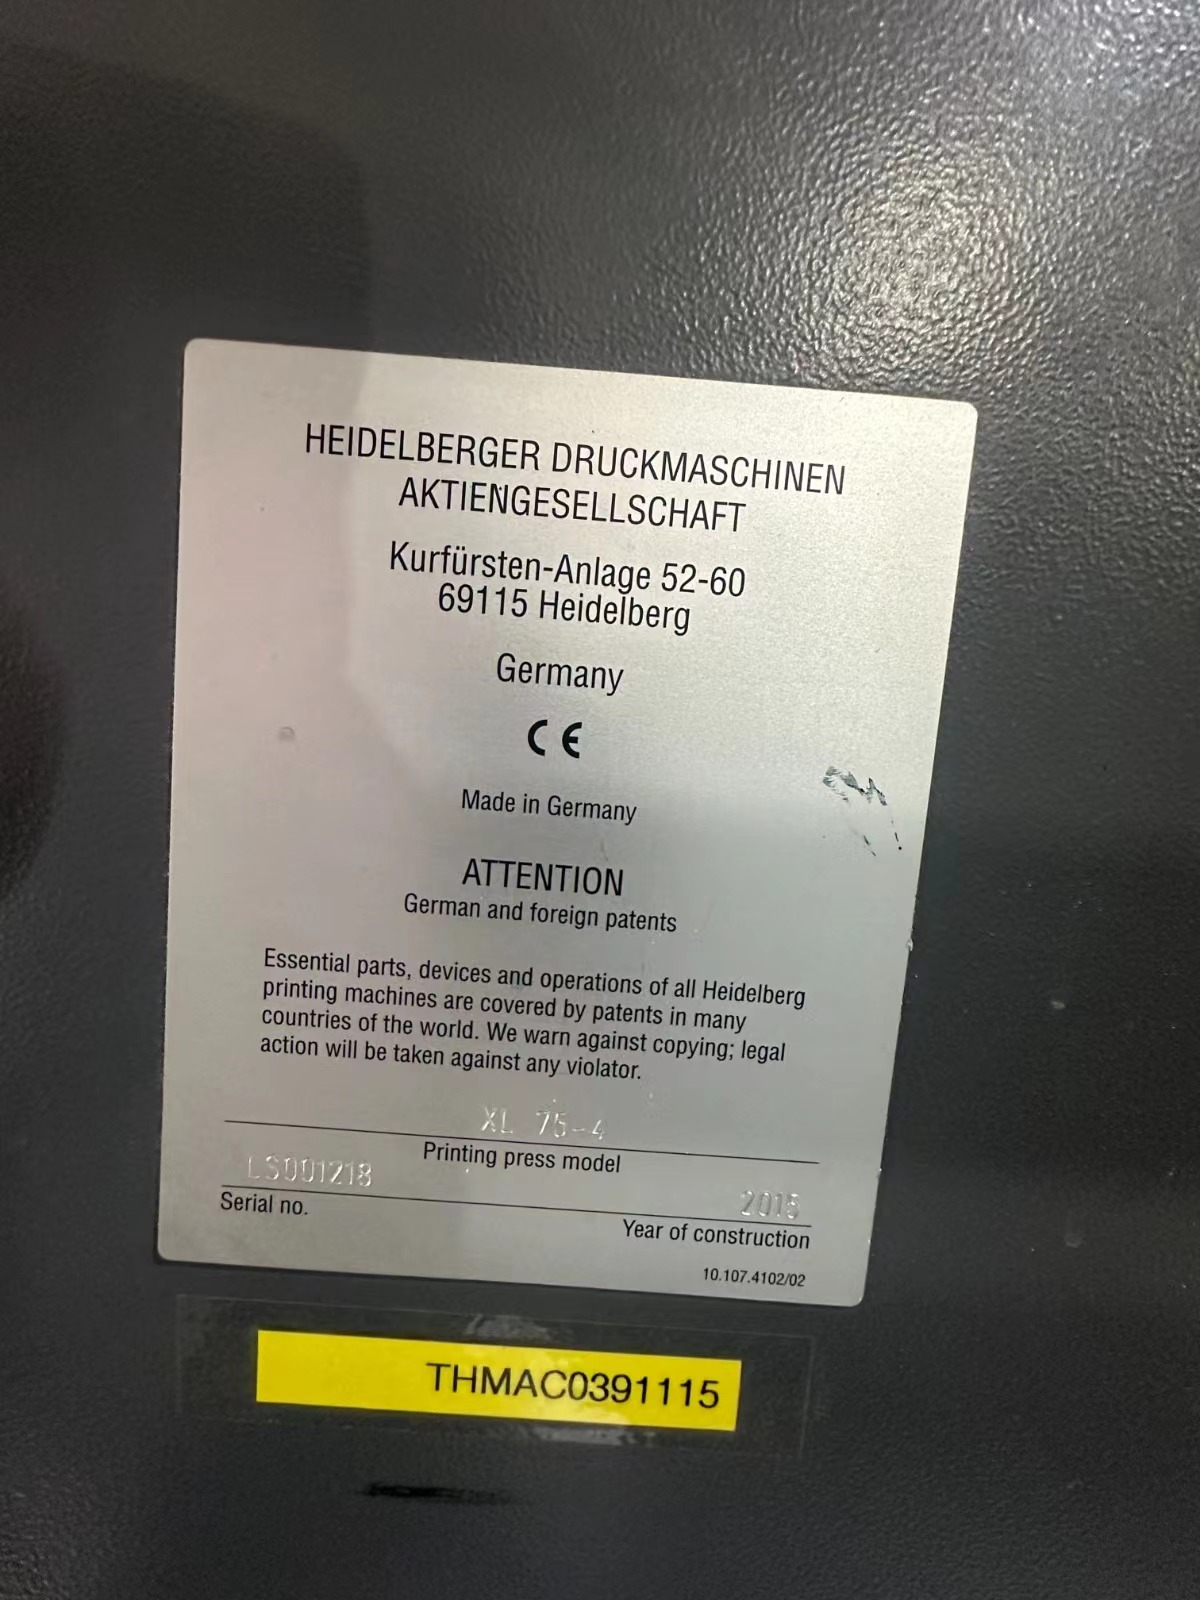 HEIDELBERGER DRUCKMASCHINEN
AKTIENGESELLSCHAFT
Kurfürsten-Anlage 52-60
69115 Heidelberg
Germany
CE
Made in Germany
ATTENTION
German and foreign patents
Essential parts, devices and operations of all Heidelberg
printing machines are covered by patents in many
countries of the world. We warn against copying; legal
action will be taken against any violator.
XL 75-4
Printing press model
LS001218
2015
Serial no.
Year of construction
10.107.4102/02
THMAC0391115